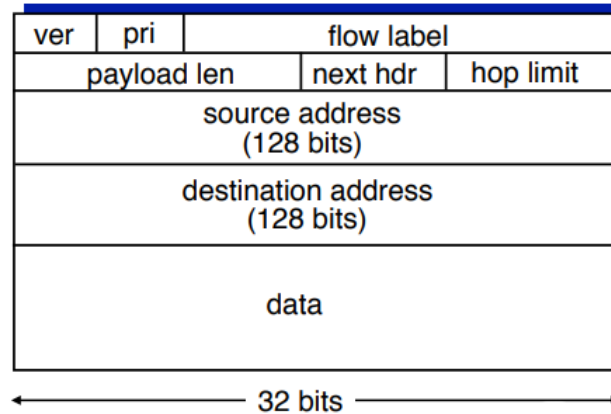 ver pri flow label
payload len next hdr hop limit
source address
(128 bits)
destination address
(128 bits)
data
32 bits